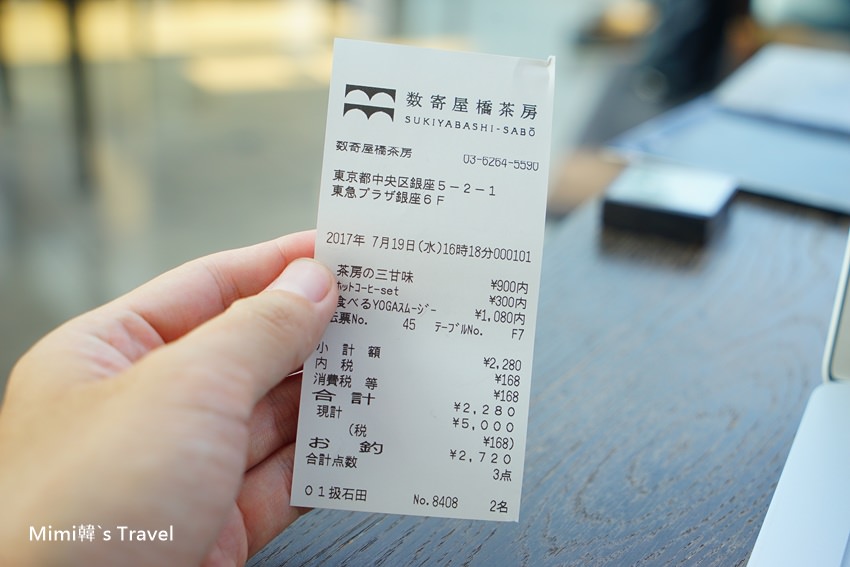 数寄屋橋茶房
SUKIYABASHI-SABŌ
数寄屋橋茶房 03-6264-5590
東京都中央区銀座5-2-1
東急プラザ銀座6F
2017年 7月19日(水)16時18分000101
茶房の三甘味 ¥900内
ホットコーヒーset ¥300内
食べるYOGAスムージー ¥1,080内
伝票No. 45 テーブルNo. F7
小計額 ¥2,280
内税 ¥168
消費税等 ¥168
合計 ¥2,280
現計 ¥5,000
(税 ¥168)
お釣 ¥2,720
合計点数 3点
01扱石田 No.8408 2名
Mimi韓`s Travel